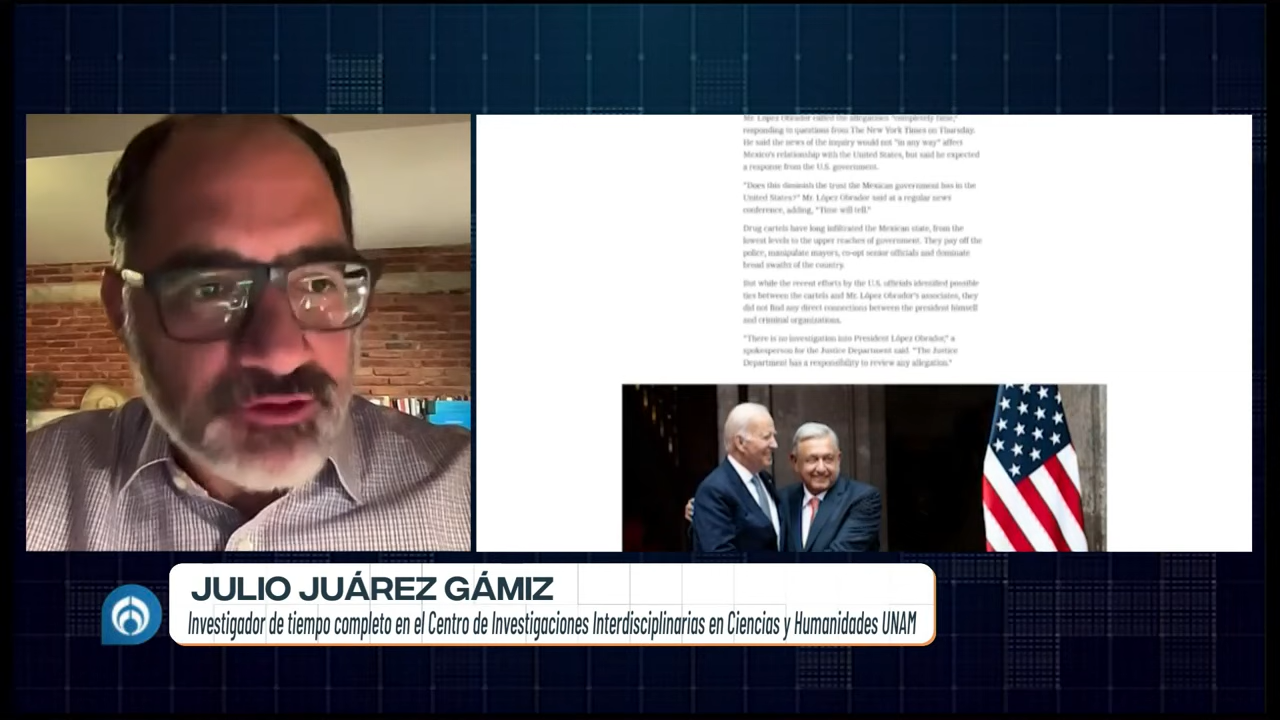 Mr. López Obrador called the allegations "completely false,"
responding to questions from The New York Times on Thursday.
He said the news of the inquiry would not "in any way" affect
Mexico's relationship with the United States, but said he expected
a response from the U.S. government.
"Does this diminish the trust the Mexican government has in the
United States?" Mr. López Obrador said at a regular news
conference, adding, "Time will tell."
Drug cartels have long infiltrated the Mexican state, from the
lowest levels to the upper reaches of government. They pay off the
police, manipulate mayors, co-opt senior officials and dominate
broad swaths of the country.
But while the recent efforts by the U.S. officials identified possible
ties between the cartels and Mr. López Obrador's associates, they
did not find any direct connections between the president himself
and criminal organizations.
"There is no investigation into President López Obrador," a
spokesperson for the Justice Department said. "The Justice
Department has a responsibility to review any allegation."
JULIO JUÁREZ GÁMIZ
Investigador de tiempo completo en el Centro de Investigaciones Interdisciplinarias en Ciencias y Humanidades UNAM